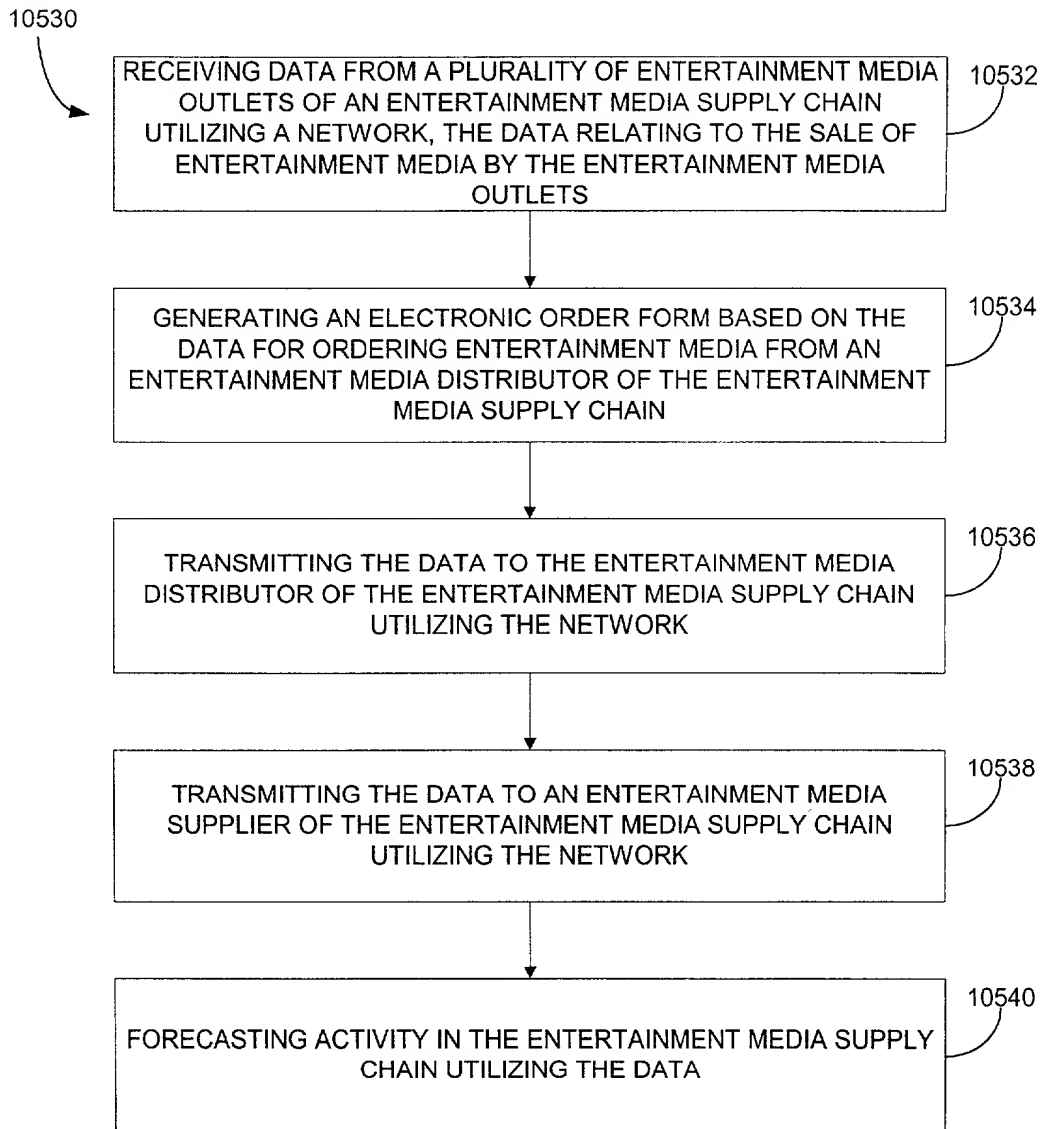 10530
RECEIVING DATA FROM A PLURALITY OF ENTERTAINMENT MEDIA
OUTLETS OF AN ENTERTAINMENT MEDIA SUPPLY CHAIN
UTILIZING A NETWORK, THE DATA RELATING TO THE SALE OF
ENTERTAINMENT MEDIA BY THE ENTERTAINMENT MEDIA
OUTLETS
10532
GENERATING AN ELECTRONIC ORDER FORM BASED ON THE
DATA FOR ORDERING ENTERTAINMENT MEDIA FROM AN
ENTERTAINMENT MEDIA DISTRIBUTOR OF THE ENTERTAINMENT
MEDIA SUPPLY CHAIN
10534
TRANSMITTING THE DATA TO THE ENTERTAINMENT MEDIA
DISTRIBUTOR OF THE ENTERTAINMENT MEDIA SUPPLY CHAIN
UTILIZING THE NETWORK
10536
TRANSMITTING THE DATA TO AN ENTERTAINMENT MEDIA
SUPPLIER OF THE ENTERTAINMENT MEDIA SUPPLY CHAIN
UTILIZING THE NETWORK
10538
FORECASTING ACTIVITY IN THE ENTERTAINMENT MEDIA SUPPLY
CHAIN UTILIZING THE DATA
10540